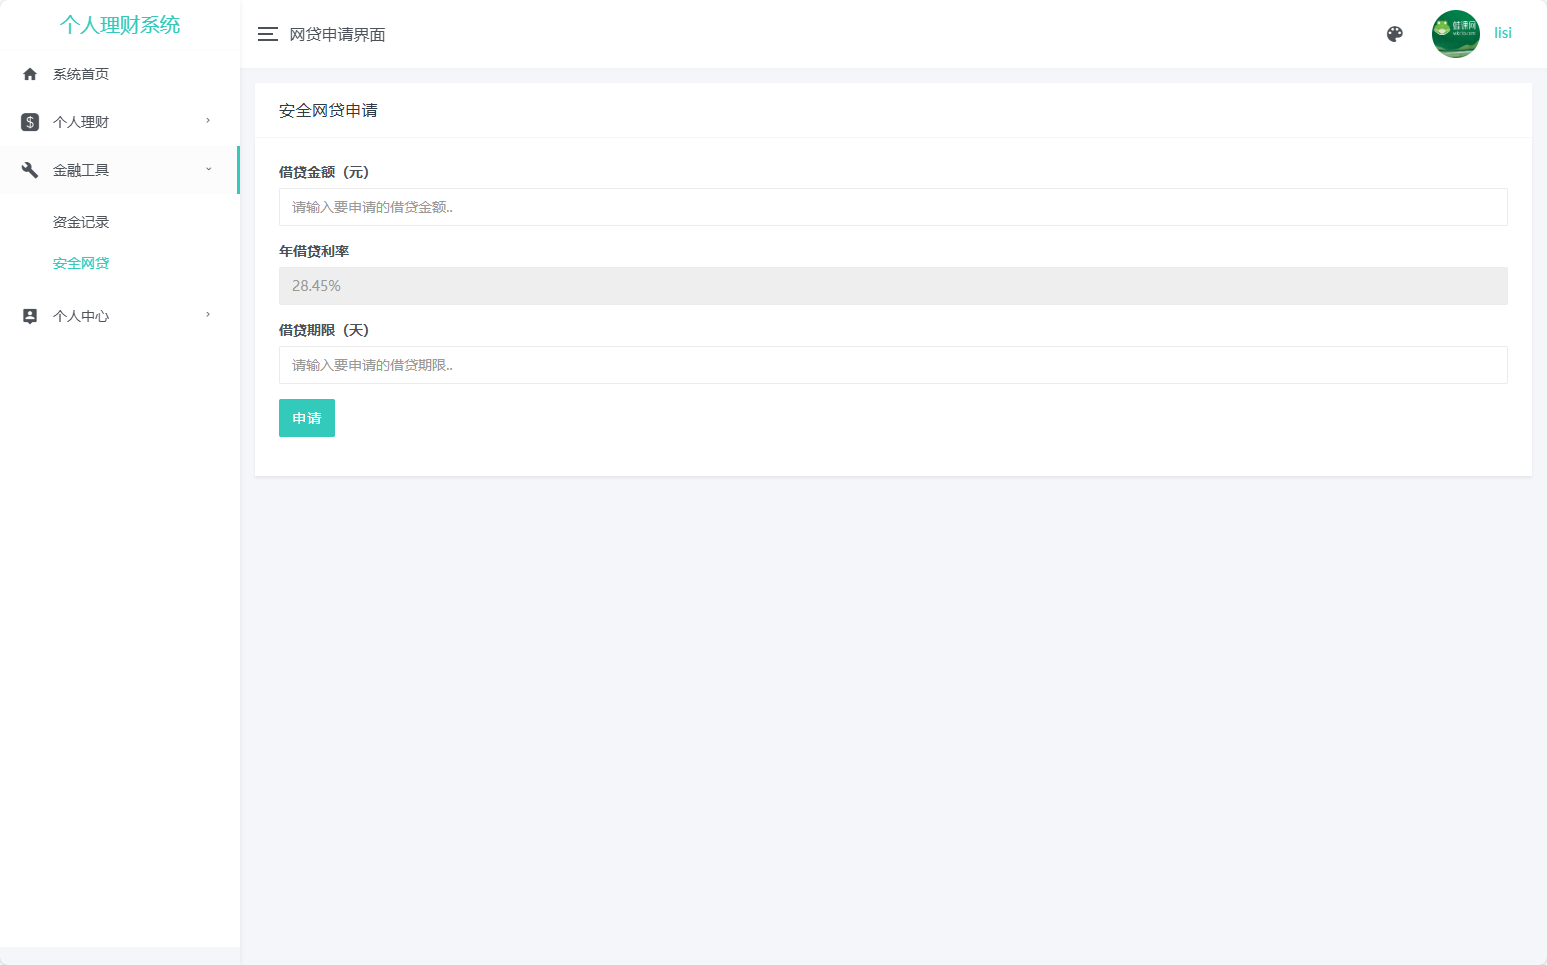 个人理财系统
网贷申请界面
蛙课网
lisi
系统首页
个人理财
金融工具
资金记录
安全网贷
个人中心
安全网贷申请
借贷金额（元）
请输入要申请的借贷金额..
年借贷利率
28.45%
借贷期限（天）
请输入要申请的借贷期限..
申请